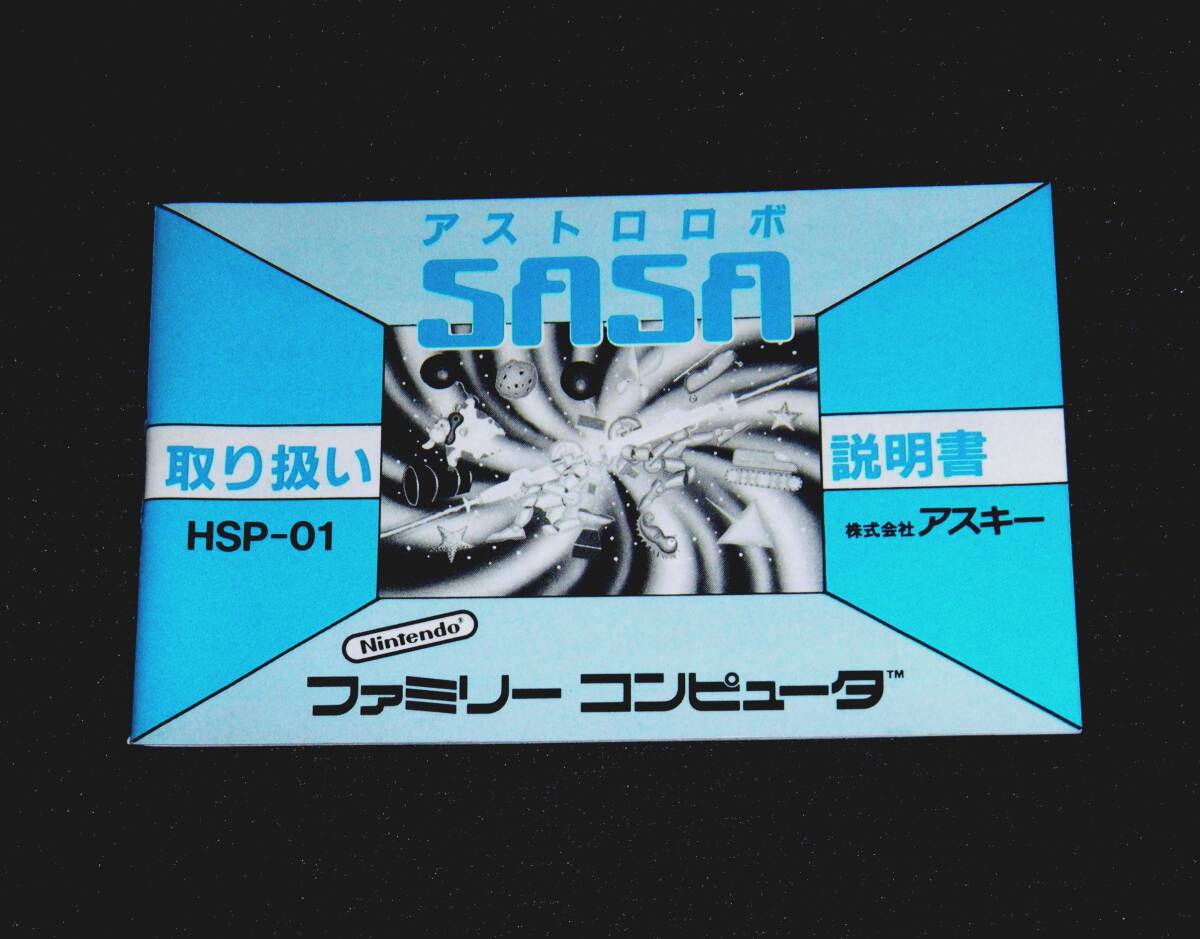 アストロロボ
SASA
取り扱い
説明書
HSP-01
株式会社アスキー
Nintendo®
ファミリー コンピュータ™